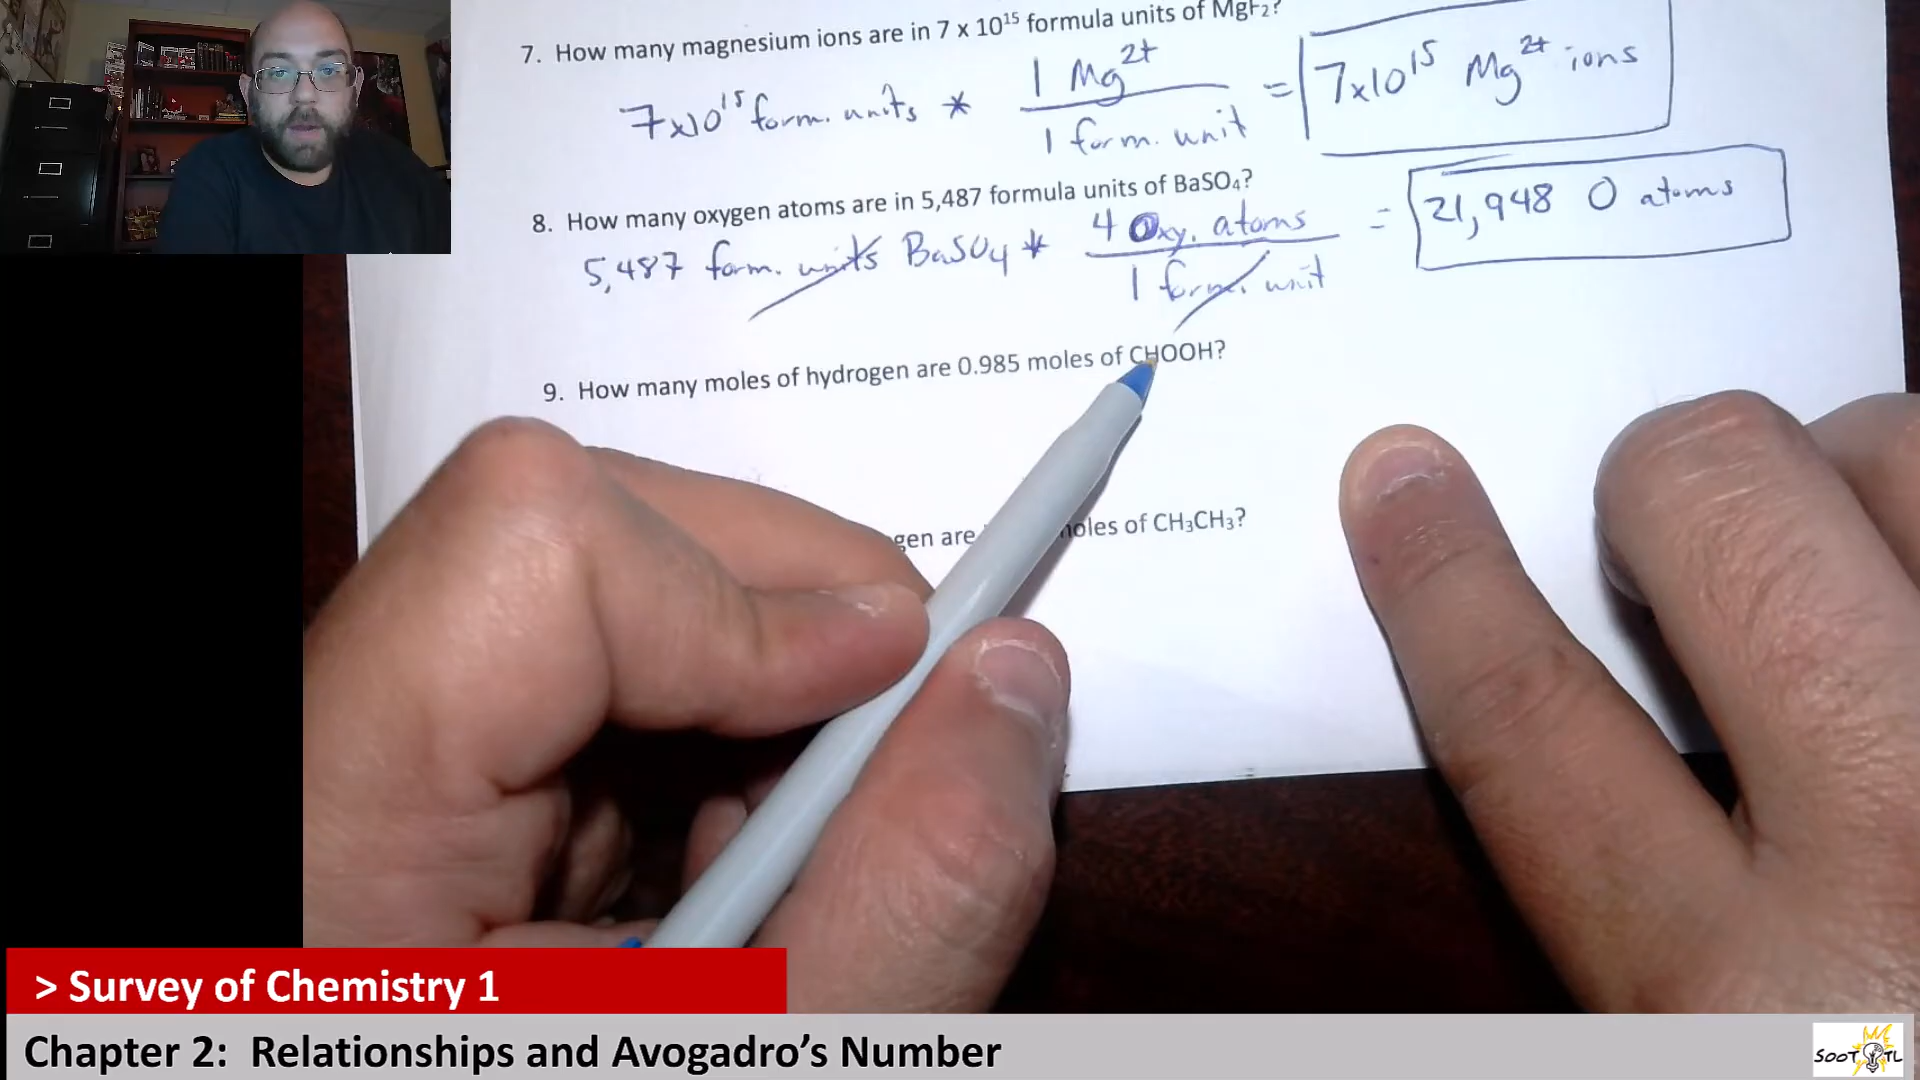 7. How many magnesium ions are in 7 x 10¹⁵ formula units of MgF₂?
7x10¹⁵ form. units * 1 Mg²⁺ = 7x10¹⁵ Mg²⁺ ions
1 form. unit
8. How many oxygen atoms are in 5,487 formula units of BaSO₄?
5,487 form. units BaSO₄ * 4 Oxy. atoms = 21,948 O atoms
1 form. unit
9. How many moles of hydrogen are 0.985 moles of CHOOH?
gen are moles of CH₃CH₃?
> Survey of Chemistry 1
Chapter 2: Relationships and Avogadro's Number
SOOT TL